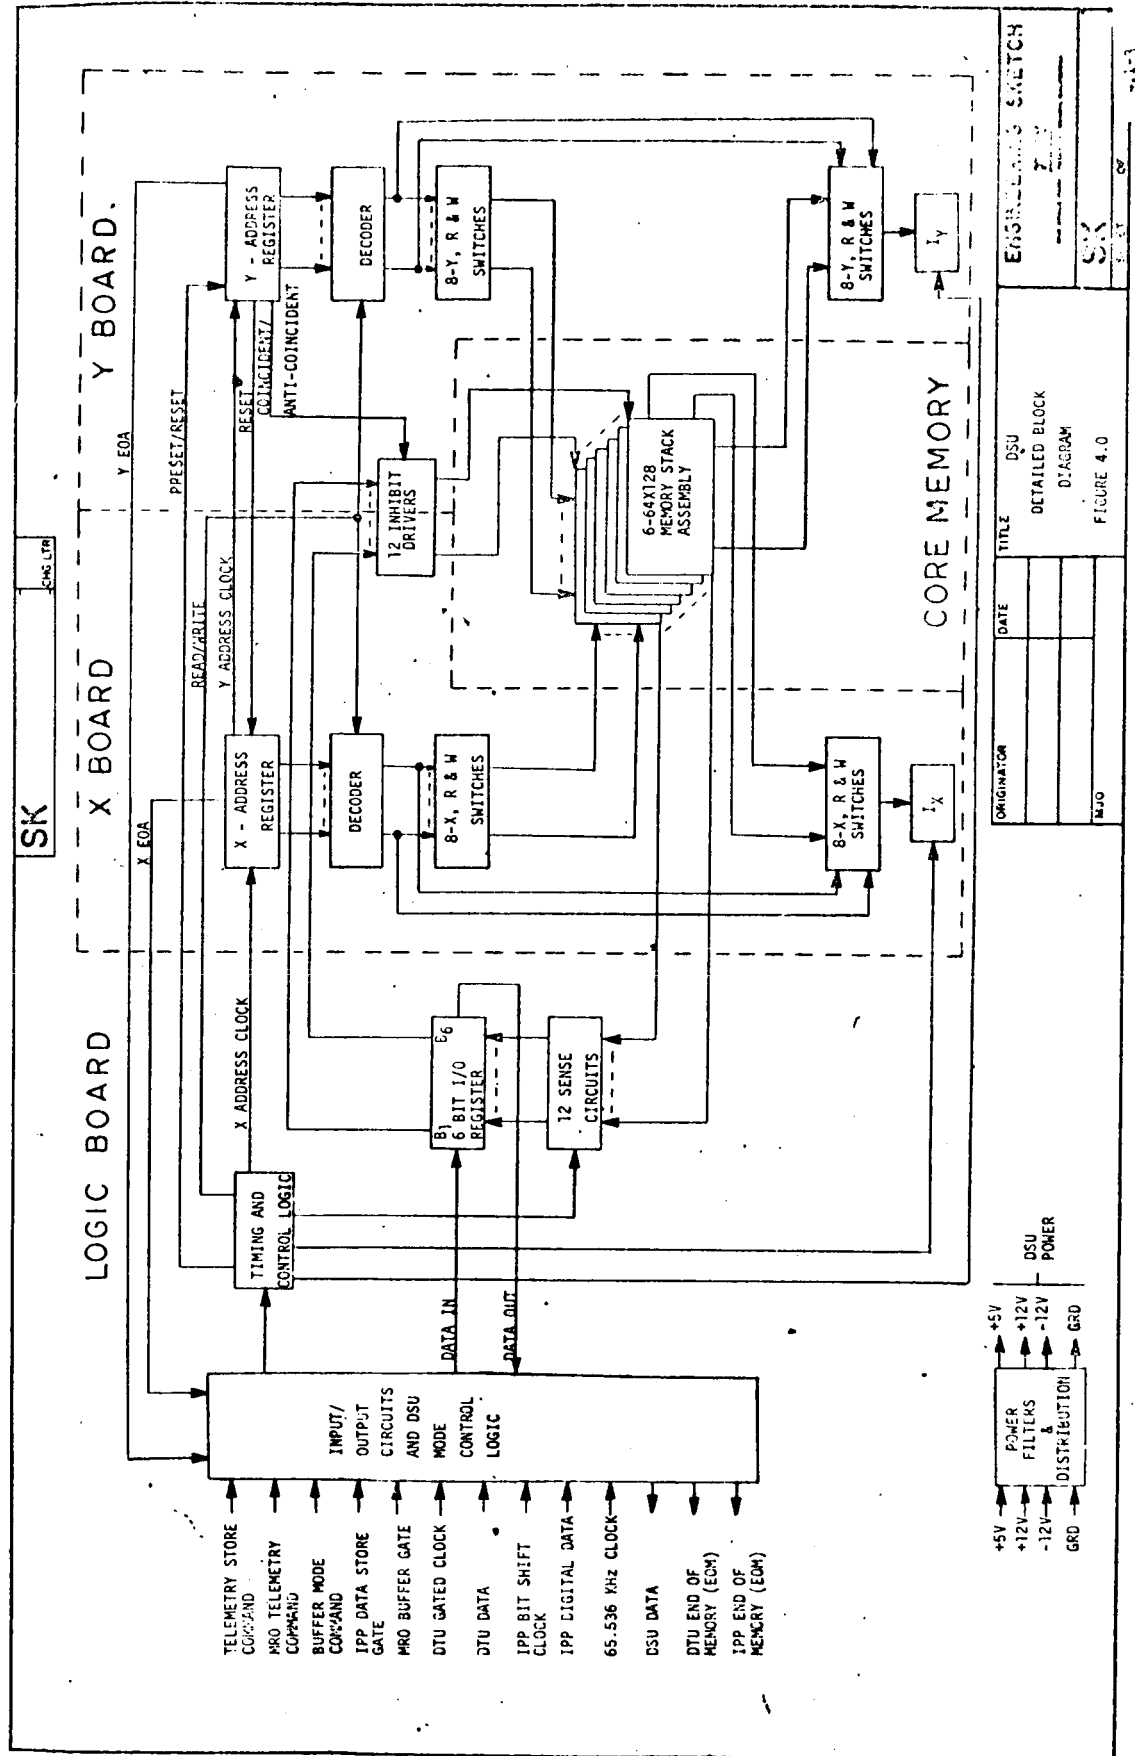 SK
CHG LTR
LOGIC BOARD
X BOARD
Y BOARD.
Y EOA
X EOA
PRESET/RESET
READ/WRITE
Y ADDRESS CLOCK
RESET
COINCIDENT/
ANTI-COINCIDENT
X ADDRESS CLOCK
TIMING AND
CONTROL LOGIC
X - ADDRESS
REGISTER
Y - ADDRESS
REGISTER
DECODER
DECODER
12 INHIBIT
DRIVERS
8-X, R & W
SWITCHES
8-Y, R & W
SWITCHES
B1 B6
6 BIT I/O
REGISTER
12 SENSE
CIRCUITS
6-64X128
MEMORY STACK
ASSEMBLY
8-X, R & W
SWITCHES
8-Y, R & W
SWITCHES
IX
IY
CORE MEMORY
DATA IN
DATA OUT
INPUT/
OUTPUT
CIRCUITS
AND DSU
MODE
CONTROL
LOGIC
TELEMETRY STORE
COMMAND
MRO TELEMETRY
COMMAND
BUFFER MODE
COMMAND
IPP DATA STORE
GATE
MRO BUFFER GATE
DTU GATED CLOCK
DTU DATA
IPP BIT SHIFT
CLOCK
IPP DIGITAL DATA
65.536 KHz CLOCK
DSU DATA
DTU END OF
MEMORY (EOM)
IPP END OF
MEMORY (EOM)
+5V
+12V
-12V
GRD
POWER
FILTERS
&
DISTRIBUTION
+5V
+12V
-12V
GRD
DSU
POWER
ORIGINATOR
DATE
MJO
TITLE
DSU
DETAILED BLOCK
DIAGRAM
FIGURE 4.0
ENGINEERING SKETCH
SK
SHEET OF